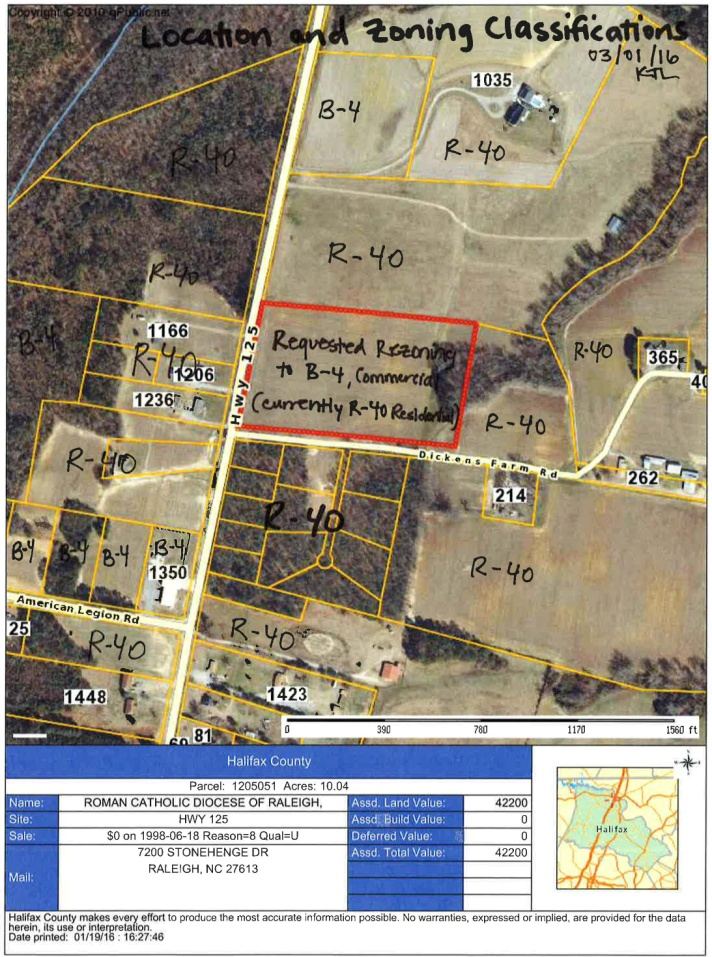 Copyright © 2010 qPublic.net
Location and Zoning Classifications
03/01/16
KJL
1035
B-4
R-40
R-40
R-40
R-40
Hwy 125
B-4
1166
R-40
1206
1236
Requested Rezoning
to B-4, Commercial
(currently R-40 Residential)
R-40
365
40
R-40
Dickens Farm Rd
262
214
R-40
R-40
R-40
B-4
B-4
B-4
B-4
1350
American Legion Rd
25
R-40
R-40
1448
1423
81
69
0 390 780 1170 1560 ft
Halifax County
Parcel: 1205051 Acres: 10.04
Name: ROMAN CATHOLIC DIOCESE OF RALEIGH, Assd. Land Value: 42200
Site: HWY 125 Assd. Build Value: 0
Sale: $0 on 1998-06-18 Reason=8 Qual=U Deferred Value: 0
Mail: 7200 STONEHENGE DR Assd. Total Value: 42200
RALEIGH, NC 27613
Halifax
Halifax County makes every effort to produce the most accurate information possible. No warranties, expressed or implied, are provided for the data
herein, its use or interpretation.
Date printed: 01/19/16 : 16:27:46